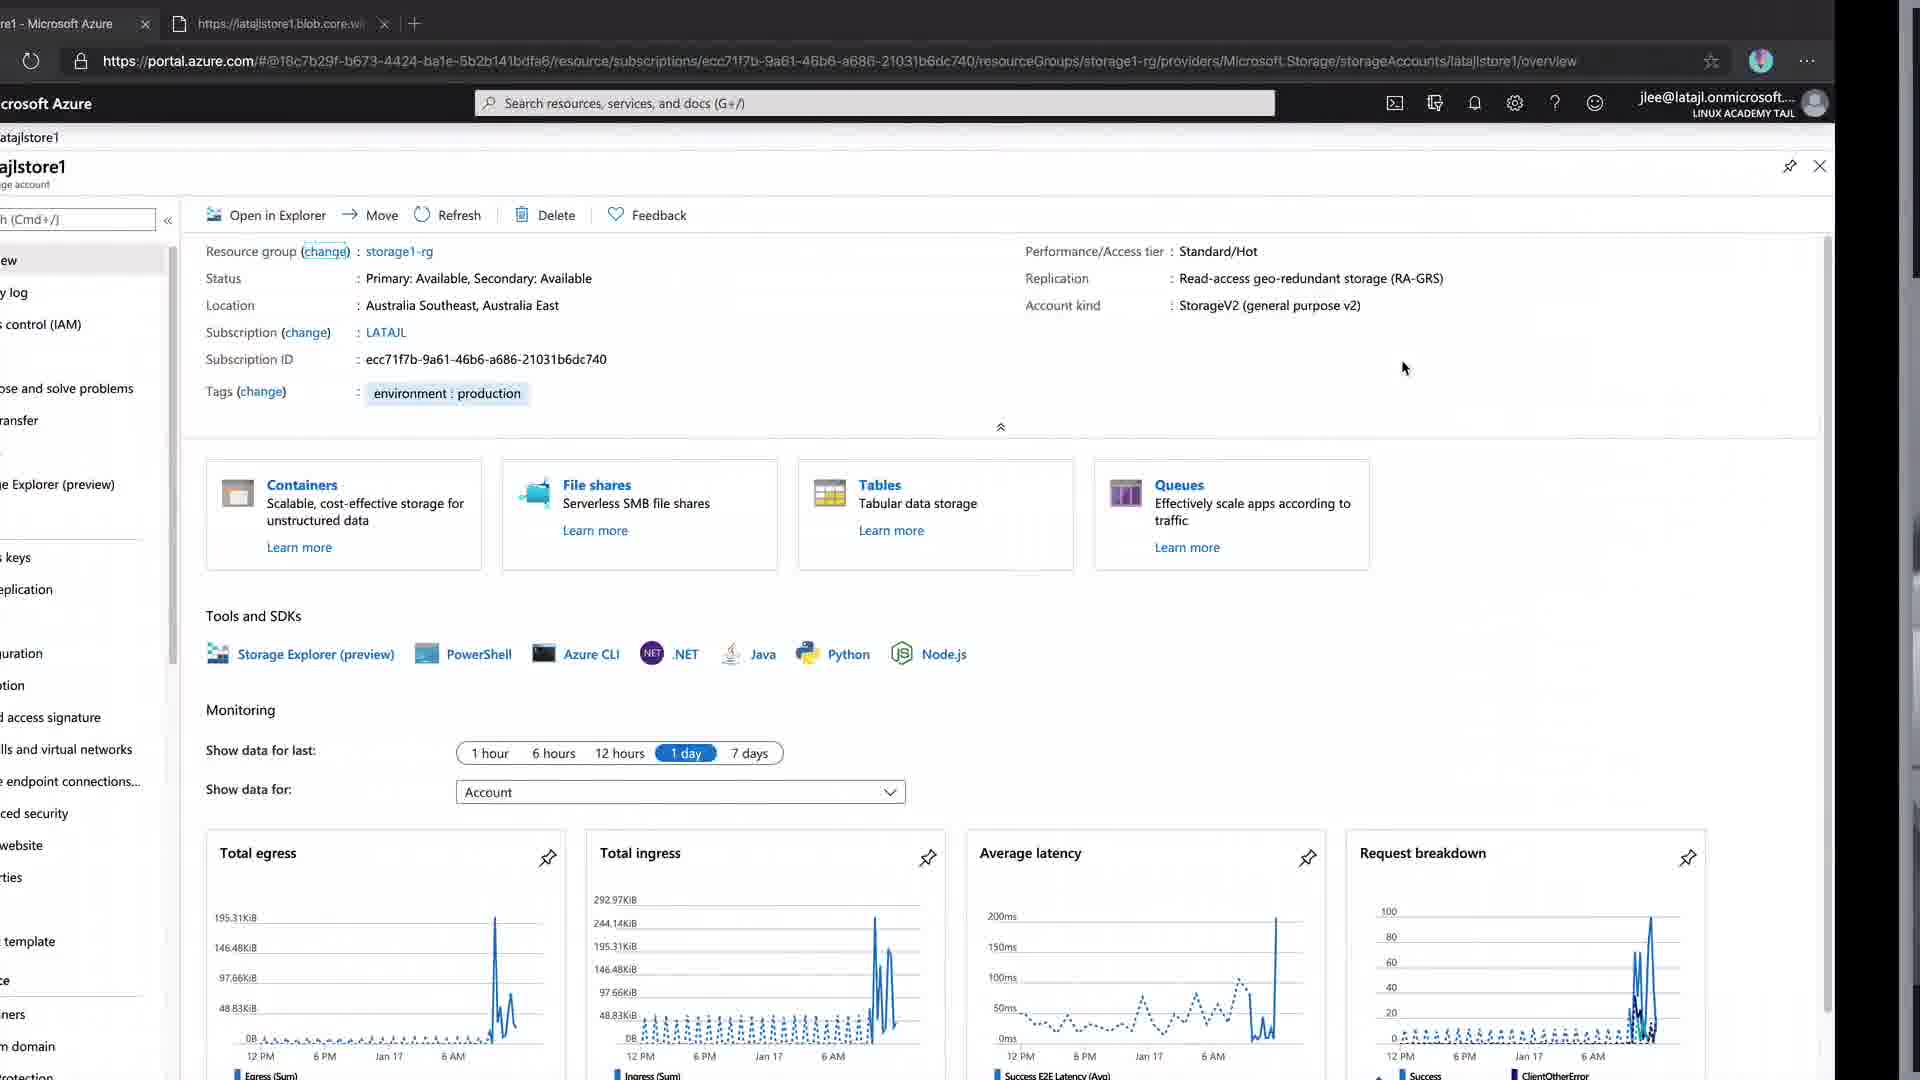 re1 - Microsoft Azure
https://latajlstore1.blob.core.wi
https://portal.azure.com/#@16c7b29f-b673-4424-ba1e-5b2b141bdfa6/resource/subscriptions/ecc71f7b-9a61-46b6-a686-21031b6dc740/resourceGroups/storage1-rg/providers/Microsoft.Storage/storageAccounts/latajlstore1/overview
crosoft Azure
Search resources, services, and docs (G+/)
jlee@latajl.onmicrosoft....
LINUX ACADEMY TAJL
atajlstore1
ajlstore1
ge account
h (Cmd+/)
«
Open in Explorer
Move
Refresh
Delete
Feedback
ew
y log
s control (IAM)
ose and solve problems
ransfer
e Explorer (preview)
s keys
eplication
uration
tion
d access signature
lls and virtual networks
e endpoint connections...
ced security
website
rties
t template
ce
ners
m domain
rotection
Resource group (change) : storage1-rg
Status : Primary: Available, Secondary: Available
Location : Australia Southeast, Australia East
Subscription (change) : LATAJL
Subscription ID : ecc71f7b-9a61-46b6-a686-21031b6dc740
Tags (change) : environment : production
Performance/Access tier : Standard/Hot
Replication : Read-access geo-redundant storage (RA-GRS)
Account kind : StorageV2 (general purpose v2)
Containers
Scalable, cost-effective storage for
unstructured data
Learn more
File shares
Serverless SMB file shares
Learn more
Tables
Tabular data storage
Learn more
Queues
Effectively scale apps according to
traffic
Learn more
Tools and SDKs
Storage Explorer (preview)
PowerShell
Azure CLI
NET
.NET
Java
Python
JS
Node.js
Monitoring
Show data for last:
1 hour
6 hours
12 hours
1 day
7 days
Show data for:
Account
Total egress
195.31KiB
146.48KiB
97.66KiB
48.83KiB
0B
12 PM
6 PM
Jan 17
6 AM
Egress (Sum)
Total ingress
292.97KiB
244.14KiB
195.31KiB
146.48KiB
97.66KiB
48.83KiB
0B
12 PM
6 PM
Jan 17
6 AM
Ingress (Sum)
Average latency
200ms
150ms
100ms
50ms
0ms
12 PM
6 PM
Jan 17
6 AM
Success E2E Latency (Avg)
Request breakdown
100
80
60
40
20
0
12 PM
6 PM
Jan 17
6 AM
Success
ClientOtherError